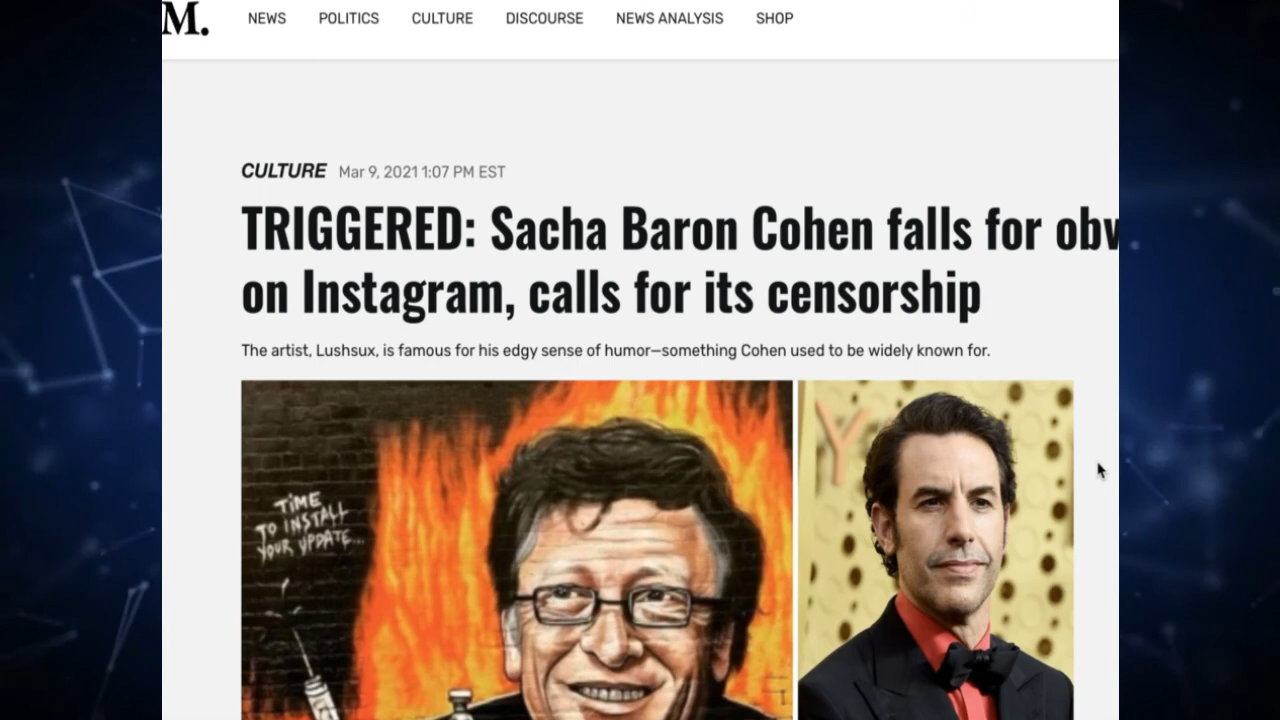 M.
NEWS POLITICS CULTURE DISCOURSE NEWS ANALYSIS SHOP
CULTURE Mar 9, 2021 1:07 PM EST
TRIGGERED: Sacha Baron Cohen falls for obv
on Instagram, calls for its censorship
The artist, Lushsux, is famous for his edgy sense of humor—something Cohen used to be widely known for.
TIME
TO INSTALL
YOUR UPDATE...
Y